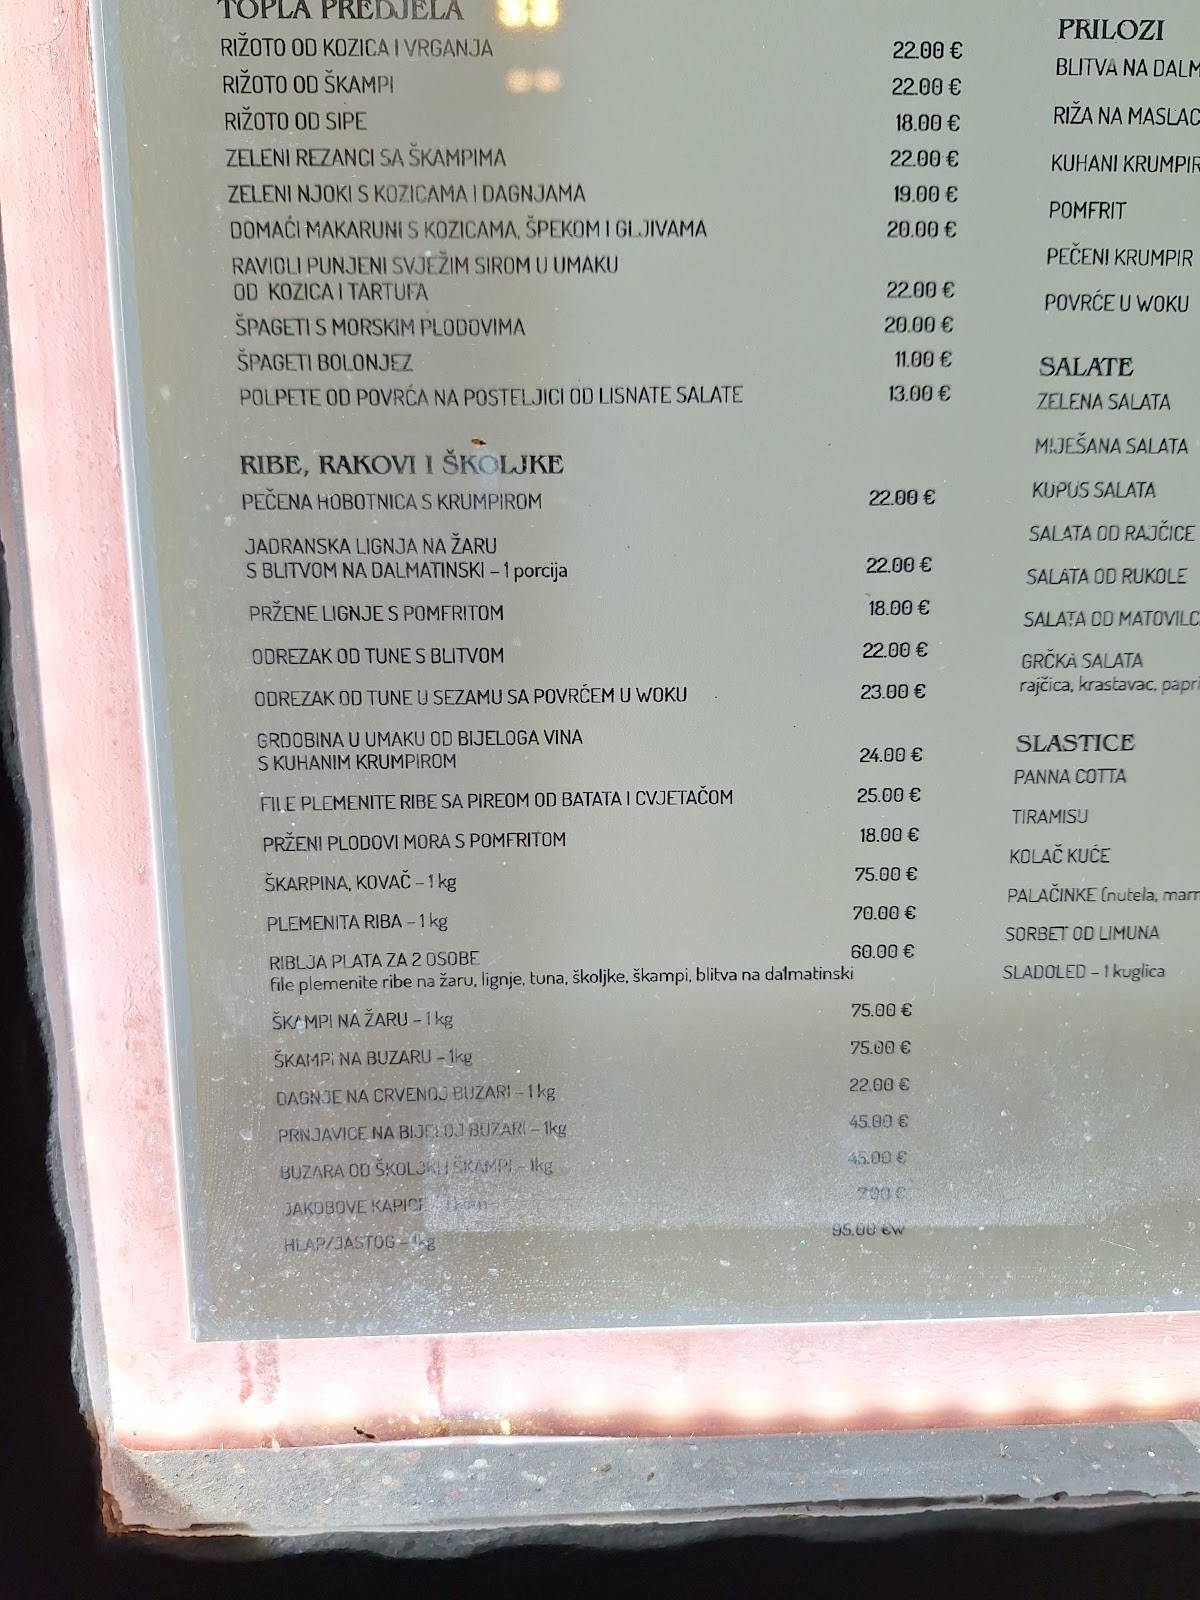 TOPLA PREDJELA
RIŽOTO OD KOZICA I VRGANJA 22.00 €
RIŽOTO OD ŠKAMPI 22.00 €
RIŽOTO OD SIPE 18.00 €
ZELENI REZANCI SA ŠKAMPIMA 22.00 €
ZELENI NJOKI S KOZICAMA I DAGNJAMA 19.00 €
DOMAĆI MAKARUNI S KOZICAMA, ŠPEKOM I GLJIVAMA 20.00 €
RAVIOLI PUNJENI SVJEŽIM SIROM U UMAKU
OD KOZICA I TARTUFA 22.00 €
ŠPAGETI S MORSKIM PLODOVIMA 20.00 €
ŠPAGETI BOLONJEZ 11.00 €
POLPETE OD POVRĆA NA POSTELJICI OD LISNATE SALATE 13.00 €
RIBE, RAKOVI I ŠKOLJKE
PEČENA HOBOTNICA S KRUMPIROM 22.00 €
JADRANSKA LIGNJA NA ŽARU
S BLITVOM NA DALMATINSKI – 1 porcija 22.00 €
PRŽENE LIGNJE S POMFRITOM 18.00 €
ODREZAK OD TUNE S BLITVOM 22.00 €
ODREZAK OD TUNE U SEZAMU SA POVRĆEM U WOKU 23.00 €
GRDOBINA U UMAKU OD BIJELOGA VINA
S KUHANIM KRUMPIROM 24.00 €
FILE PLEMENITE RIBE SA PIREOM OD BATATA I CVJETAČOM 25.00 €
PRŽENI PLODOVI MORA S POMFRITOM 18.00 €
ŠKARPINA, KOVAČ – 1 kg 75.00 €
PLEMENITA RIBA – 1 kg 70.00 €
RIBLJA PLATA ZA 2 OSOBE 60.00 €
file plemenite ribe na žaru, lignje, tuna, školjke, škampi, blitva na dalmatinski
ŠKAMPI NA ŽARU – 1 kg 75.00 €
ŠKAMPI NA BUZARU – 1kg 75.00 €
DAGNJE NA CRVENOJ BUZARI – 1 kg 22.00 €
PRNJAVICE NA BIJELOJ BUZARI – 1kg 45.00 €
BUZARA OD ŠKOLJKI I ŠKAMPI – 1kg 45.00 €
JAKOBOVE KAPICE 7.00 €
HLAP/JASTOG – 1kg 95.00 €w
PRILOZI
BLITVA NA DALM
RIŽA NA MASLAC
KUHANI KRUMPIR
POMFRIT
PEČENI KRUMPIR
POVRĆE U WOKU
SALATE
ZELENA SALATA
MIJEŠANA SALATA
KUPUS SALATA
SALATA OD RAJČICE
SALATA OD RUKOLE
SALATA OD MATOVILC
GRČKA SALATA
rajčica, krastavac, papri
SLASTICE
PANNA COTTA
TIRAMISU
KOLAČ KUĆE
PALAČINKE (nutela, marm
SORBET OD LIMUNA
SLADOLED – 1 kuglica